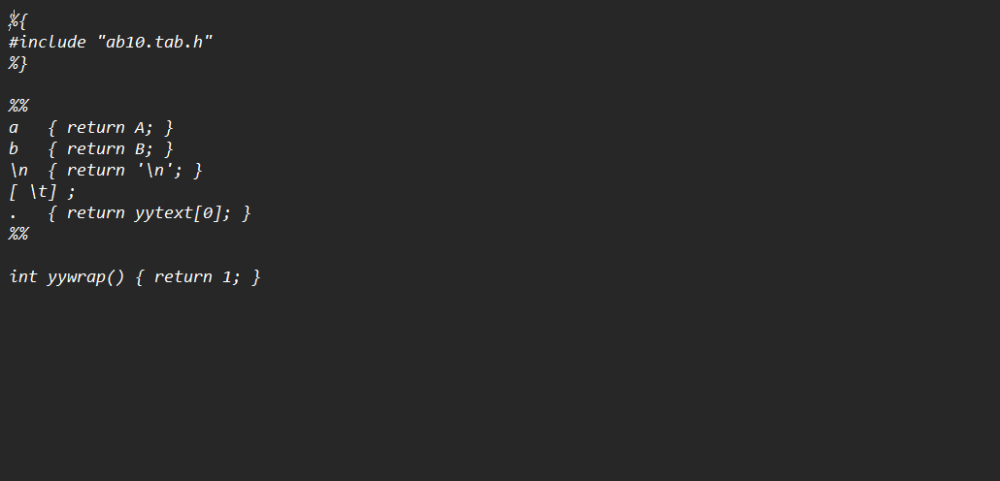 %{
#include "ab10.tab.h"
%}

%%
a   { return A; }
b   { return B; }
\n  { return '\n'; }
[ \t] ;
.   { return yytext[0]; }
%%

int yywrap() { return 1; }